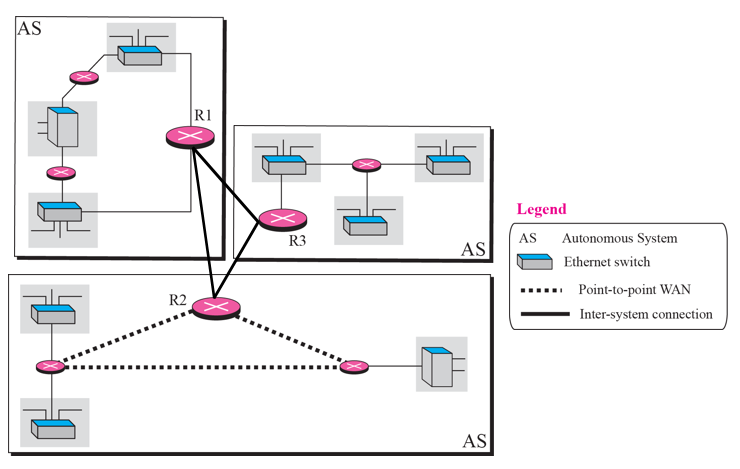 AS
R1
R3
AS
R2
AS
Legend
AS Autonomous System
Ethernet switch
Point-to-point WAN
Inter-system connection